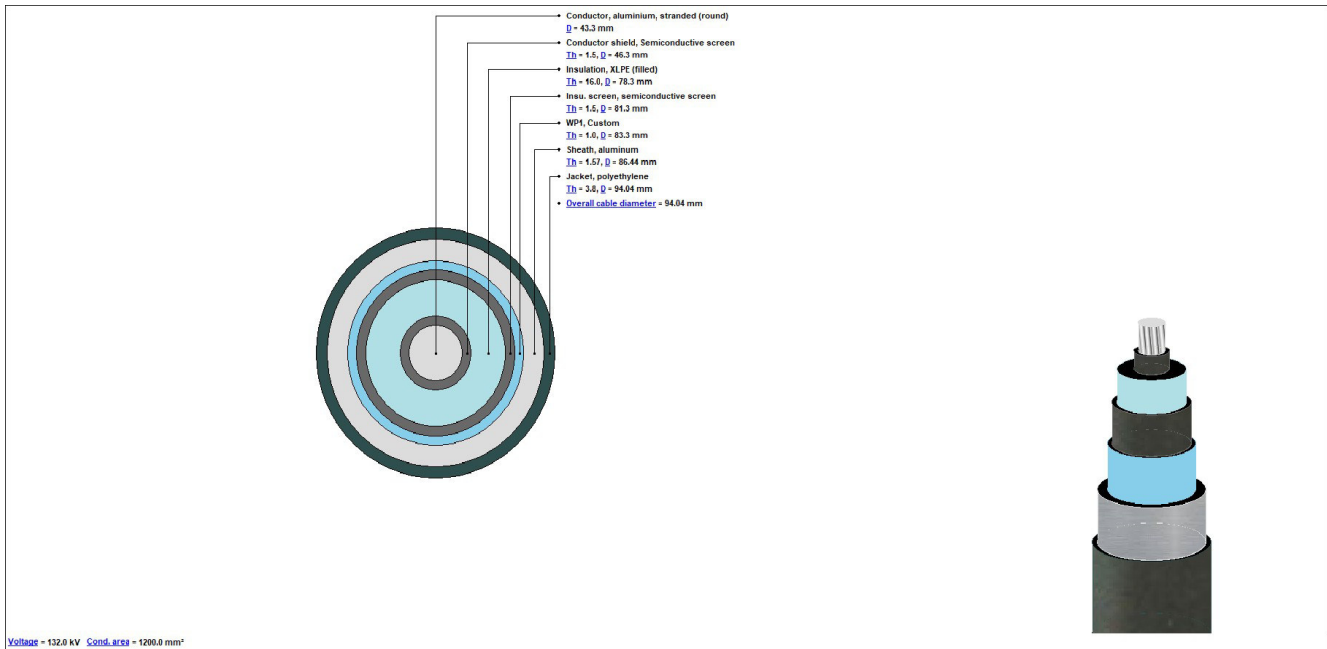 Conductor, aluminium, stranded (round)
D = 43.3 mm
Conductor shield, Semiconductive screen
Th = 1.5, D = 46.3 mm
Insulation, XLPE (filled)
Th = 16.0, D = 78.3 mm
Insu. screen, semiconductive screen
Th = 1.5, D = 81.3 mm
WP1, Custom
Th = 1.0, D = 83.3 mm
Sheath, aluminum
Th = 1.57, D = 86.44 mm
Jacket, polyethylene
Th = 3.8, D = 94.04 mm
Overall cable diameter = 94.04 mm
Voltage = 132.0 kV Cond. area = 1200.0 mm²